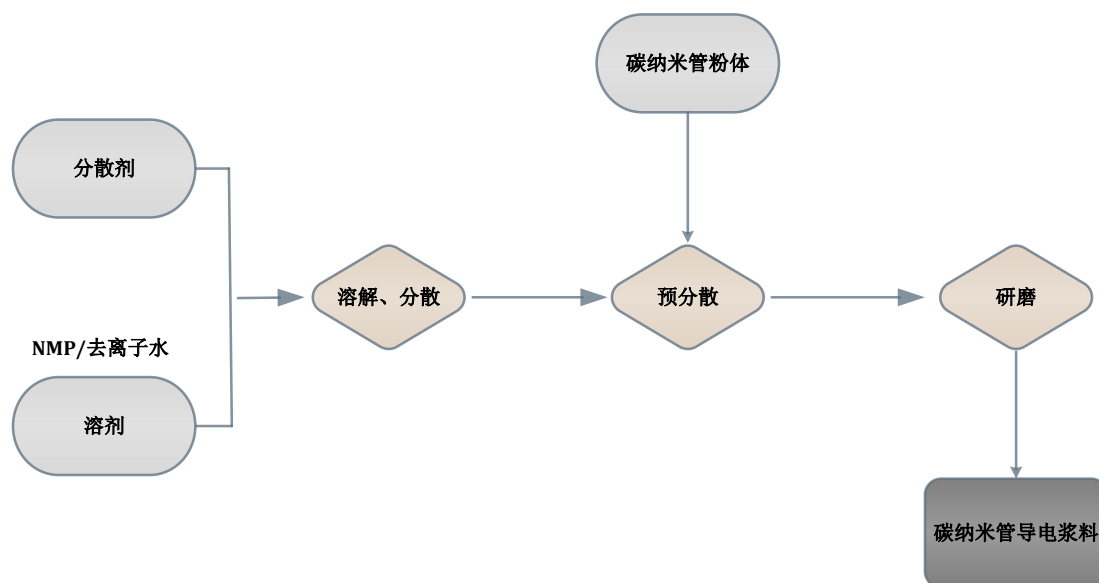 碳纳米管粉体
分散剂
溶解、分散
预分散
研磨
NMP/去离子水
溶剂
碳纳米管导电浆料